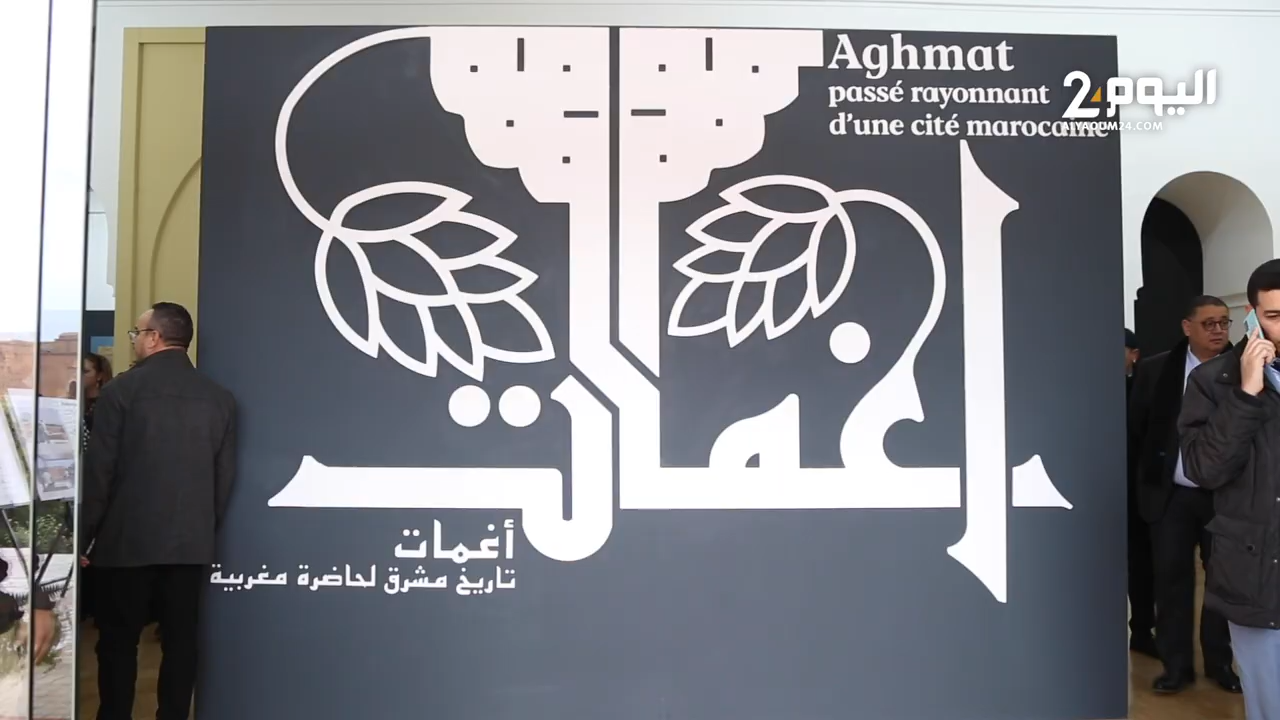 Aghmat
passé rayonnant
d'une cité marocaine
اليوم 24
ALYAOUM24.COM
أغمات
أغمات
تاريخ مشرق لحاضرة مغربية